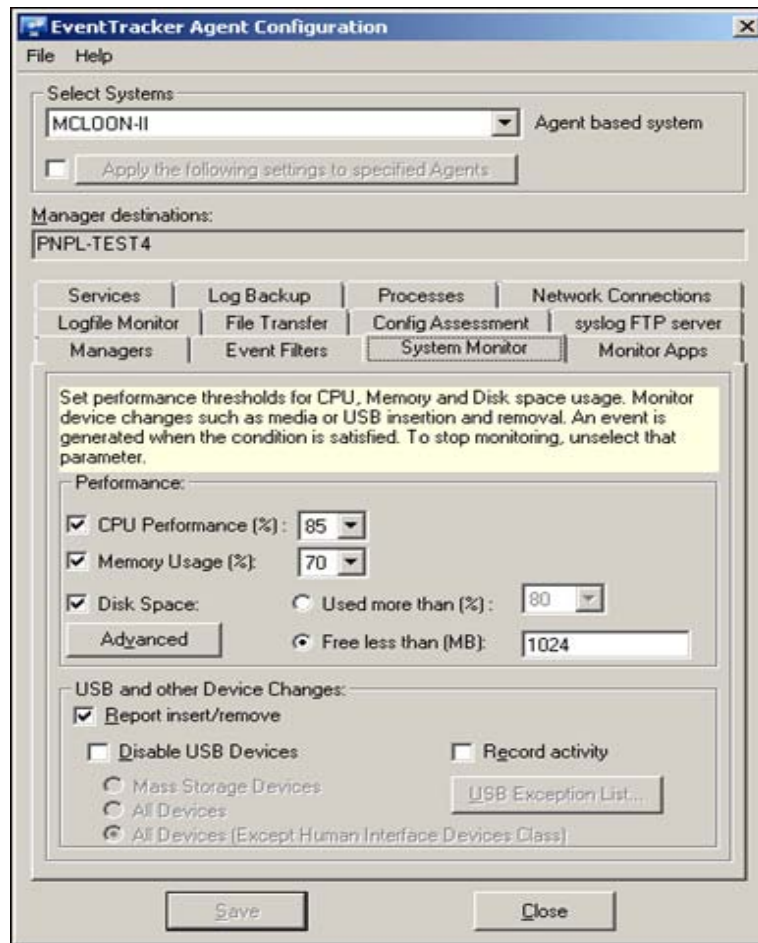 EventTracker Agent Configuration
File Help
Select Systems
MCLOON-II Agent based system
Apply the following settings to specified Agents
Manager destinations:
PNPL-TEST4
Services Log Backup Processes Network Connections
Logfile Monitor File Transfer Config Assessment syslog FTP server
Managers Event Filters System Monitor Monitor Apps
Set performance thresholds for CPU, Memory and Disk space usage. Monitor
device changes such as media or USB insertion and removal. An event is
generated when the condition is satisfied. To stop monitoring, unselect that
parameter.
Performance:
CPU Performance (%) : 85
Memory Usage (%): 70
Disk Space: Used more than (%) : 80
Advanced Free less than (MB): 1024
USB and other Device Changes:
Report insert/remove
Disable USB Devices Record activity
Mass Storage Devices USB Exception List...
All Devices
All Devices (Except Human Interface Devices Class)
Save Close